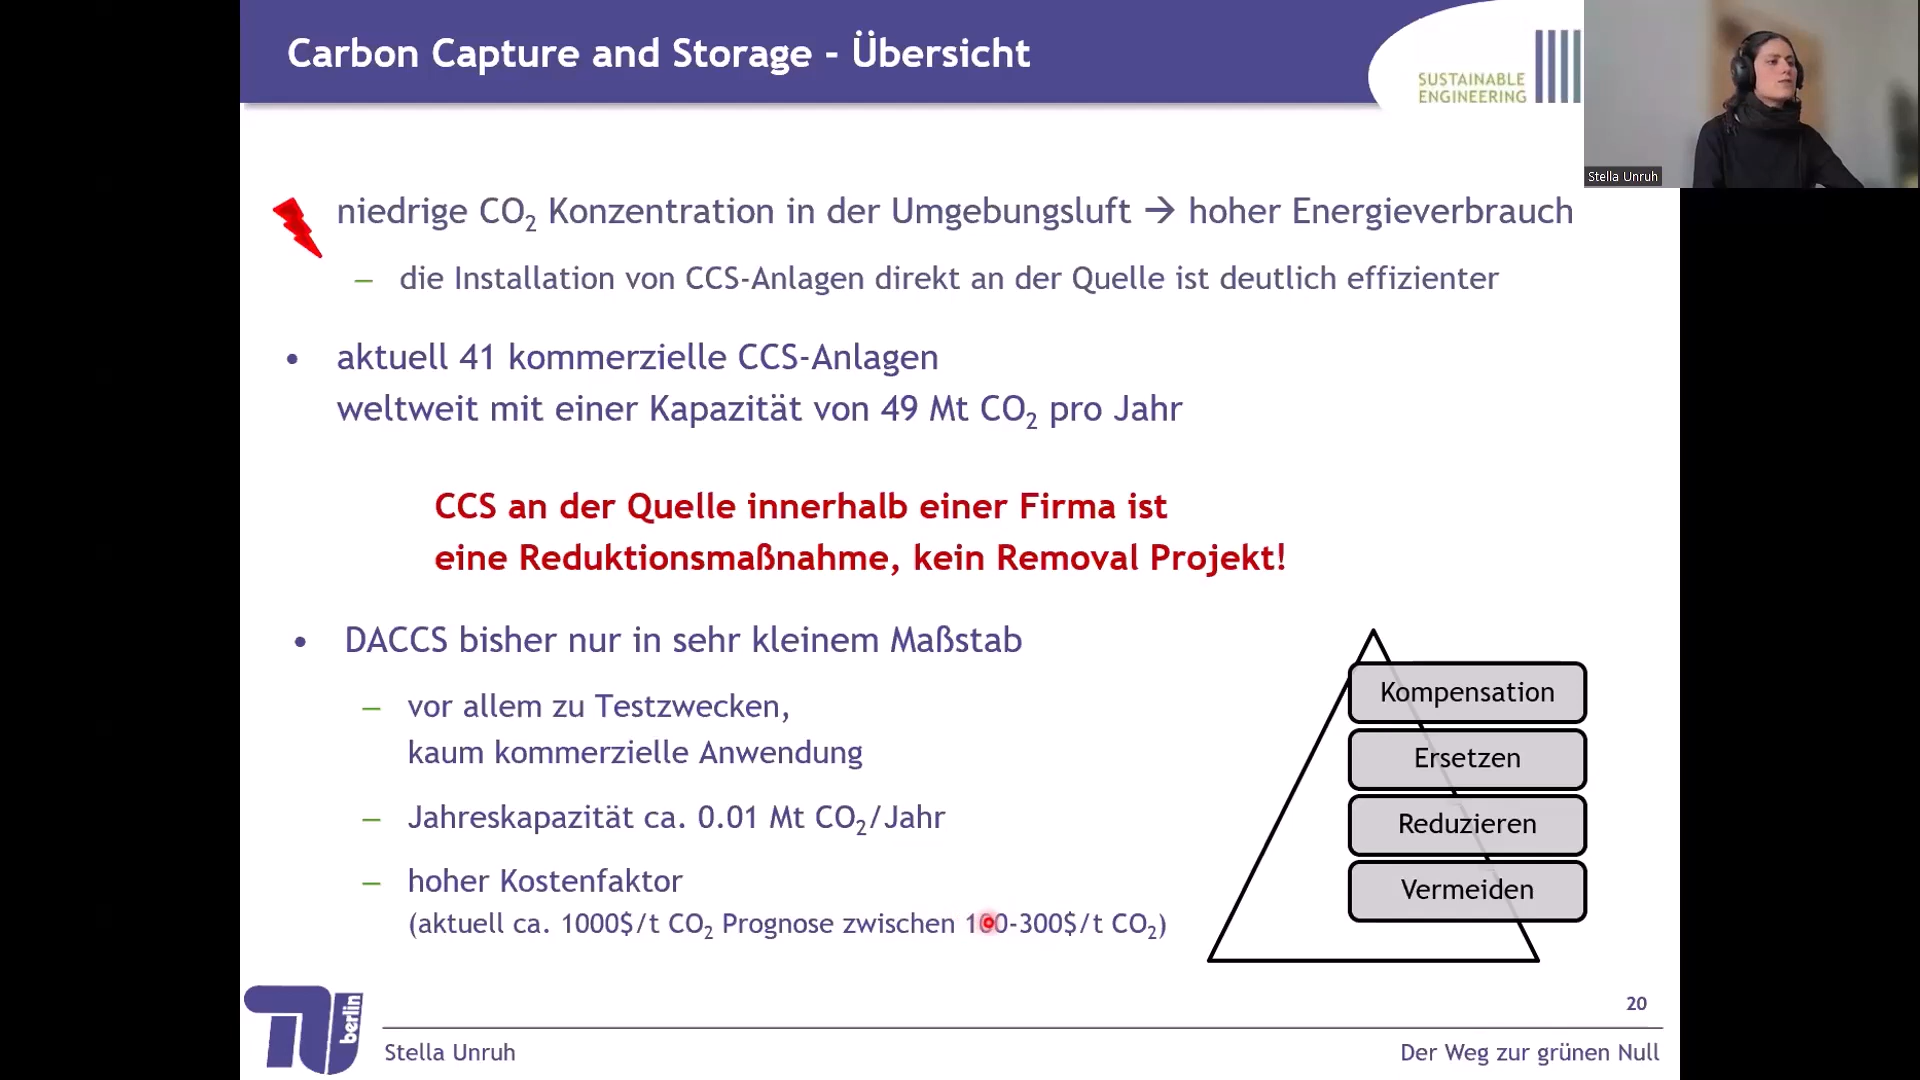 Carbon Capture and Storage - Übersicht
SUSTAINABLE
ENGINEERING
Stella Unruh
niedrige CO₂ Konzentration in der Umgebungsluft → hoher Energieverbrauch
– die Installation von CCS-Anlagen direkt an der Quelle ist deutlich effizienter
• aktuell 41 kommerzielle CCS-Anlagen
weltweit mit einer Kapazität von 49 Mt CO₂ pro Jahr
CCS an der Quelle innerhalb einer Firma ist
eine Reduktionsmaßnahme, kein Removal Projekt!
• DACCS bisher nur in sehr kleinem Maßstab
– vor allem zu Testzwecken,
kaum kommerzielle Anwendung
– Jahreskapazität ca. 0.01 Mt CO₂/Jahr
– hoher Kostenfaktor
(aktuell ca. 1000$/t CO₂ Prognose zwischen 100-300$/t CO₂)
Kompensation
Ersetzen
Reduzieren
Vermeiden
20
berlin
Stella Unruh
Der Weg zur grünen Null